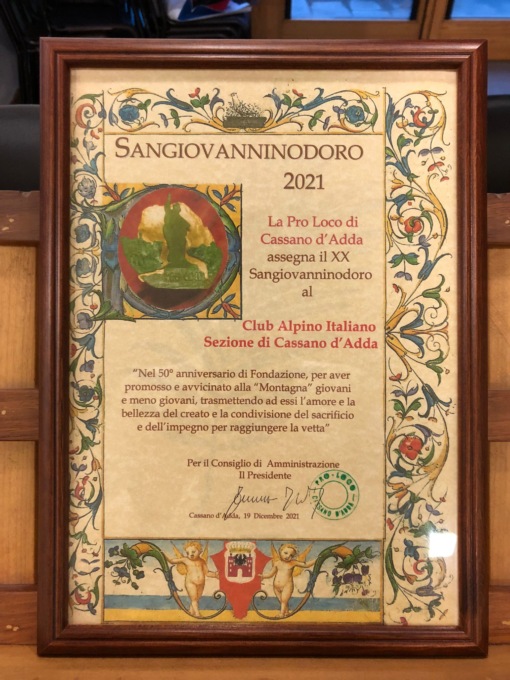 SANGIOVANNINODORO
2021
La Pro Loco di
Cassano d'Adda
assegna il XX
Sangiovanninodoro
al
Club Alpino Italiano
Sezione di Cassano d'Adda
“Nel 50° anniversario di Fondazione, per aver
promosso e avvicinato alla “Montagna” giovani
e meno giovani, trasmettendo ad essi l'amore e la
bellezza del creato e la condivisione del sacrificio
e dell'impegno per raggiungere la vetta”
Per il Consiglio di Amministrazione
Il Presidente
PRO-LOCO
Cassano d'Adda, 19 Dicembre 2021